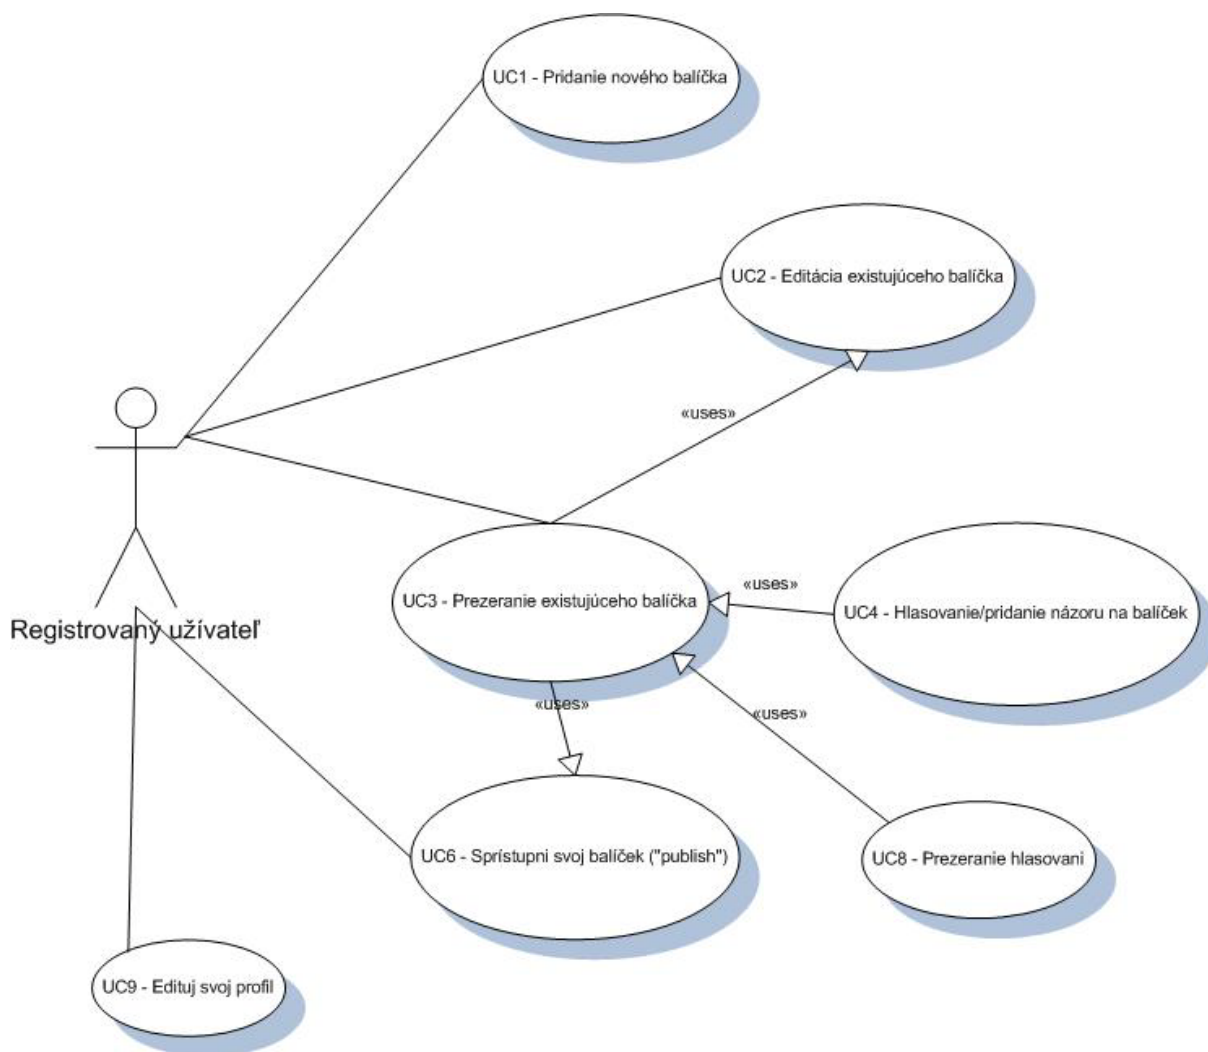 UC1 - Pridanie nového balíčka
UC2 - Editácia existujúceho balíčka
«uses»
UC3 - Prezeranie existujúceho balíčka
«uses»
UC4 - Hlasovanie/pridanie názoru na balíček
Registrovaný užívateľ
«uses»
«uses»
UC6 - Sprístupni svoj balíček ("publish")
UC8 - Prezeranie hlasovani
UC9 - Edituj svoj profil